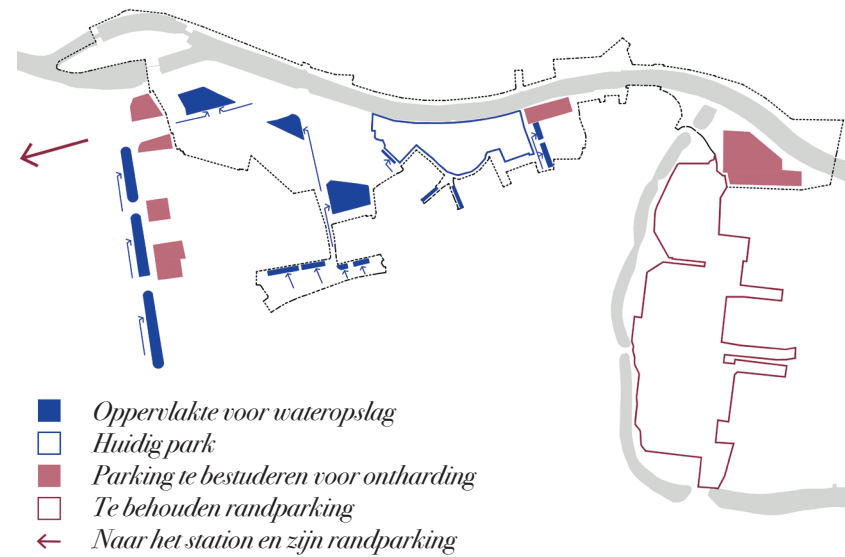 Oppervlakte voor wateropslag
Huidig park
Parking te bestuderen voor ontharding
Te behouden randparking
Naar het station en zijn randparking